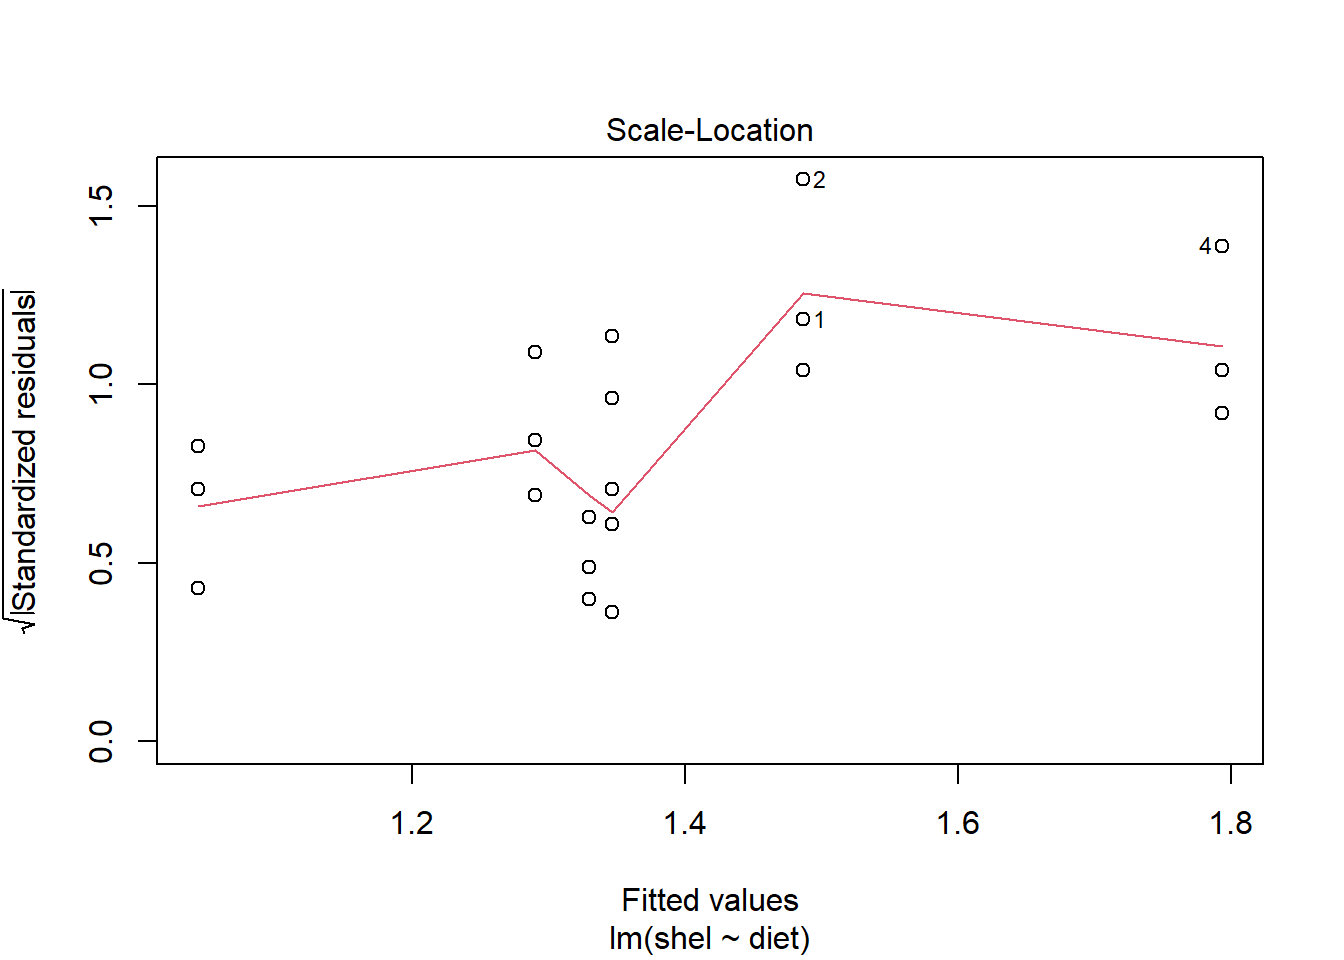 Scale-Location
√|Standardized residuals|
1.5
1.0
0.5
0.0
2
4
1
1.2 1.4 1.6 1.8
Fitted values
lm(shel ~ diet)